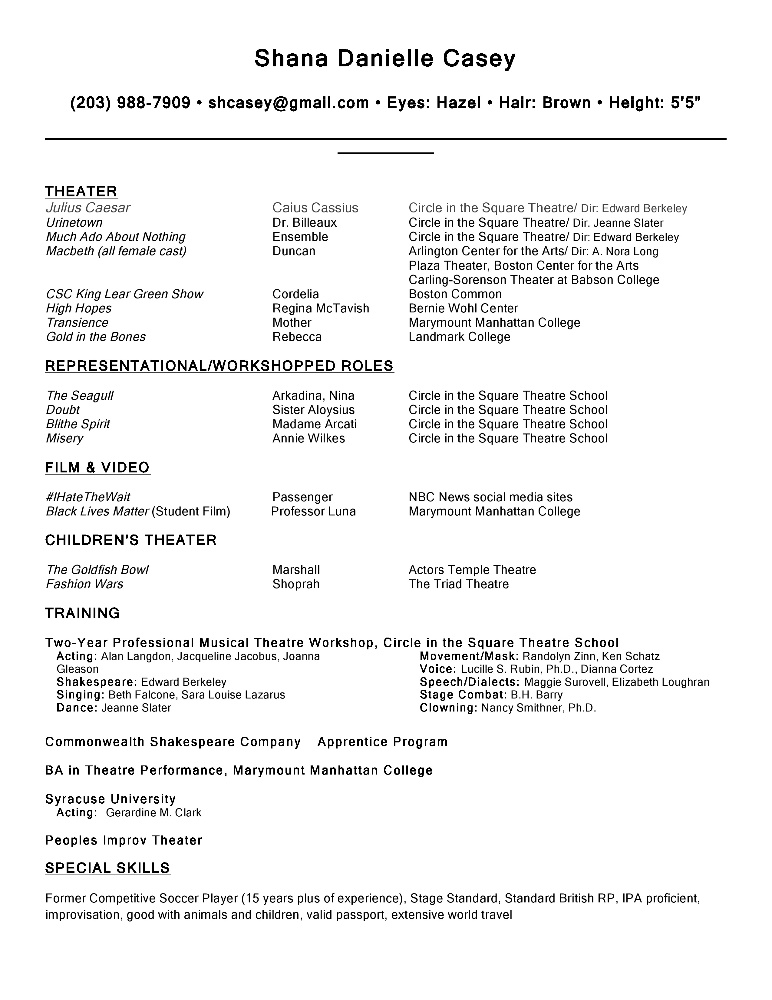 Shana Danielle Casey
(203) 988-7909 • shcasey@gmail.com • Eyes: Hazel • Hair: Brown • Height: 5'5"
THEATER
Julius Caesar Caius Cassius Circle in the Square Theatre/ Dir: Edward Berkeley
Urinetown Dr. Billeaux Circle in the Square Theatre/ Dir. Jeanne Slater
Much Ado About Nothing Ensemble Circle in the Square Theatre/ Dir: Edward Berkeley
Macbeth (all female cast) Duncan Arlington Center for the Arts/ Dir: A. Nora Long
Plaza Theater, Boston Center for the Arts
Carling-Sorenson Theater at Babson College
CSC King Lear Green Show Cordelia Boston Common
High Hopes Regina McTavish Bernie Wohl Center
Transience Mother Marymount Manhattan College
Gold in the Bones Rebecca Landmark College
REPRESENTATIONAL/WORKSHOPPED ROLES
The Seagull Arkadina, Nina Circle in the Square Theatre School
Doubt Sister Aloysius Circle in the Square Theatre School
Blithe Spirit Madame Arcati Circle in the Square Theatre School
Misery Annie Wilkes Circle in the Square Theatre School
FILM & VIDEO
#IHateTheWait Passenger NBC News social media sites
Black Lives Matter (Student Film) Professor Luna Marymount Manhattan College
CHILDREN'S THEATER
The Goldfish Bowl Marshall Actors Temple Theatre
Fashion Wars Shoprah The Triad Theatre
TRAINING
Two-Year Professional Musical Theatre Workshop, Circle in the Square Theatre School
Acting: Alan Langdon, Jacqueline Jacobus, Joanna
Gleason
Shakespeare: Edward Berkeley
Singing: Beth Falcone, Sara Louise Lazarus
Dance: Jeanne Slater
Movement/Mask: Randolyn Zinn, Ken Schatz
Voice: Lucille S. Rubin, Ph.D., Dianna Cortez
Speech/Dialects: Maggie Surovell, Elizabeth Loughran
Stage Combat: B.H. Barry
Clowning: Nancy Smithner, Ph.D.
Commonwealth Shakespeare Company Apprentice Program
BA in Theatre Performance, Marymount Manhattan College
Syracuse University
Acting: Gerardine M. Clark
Peoples Improv Theater
SPECIAL SKILLS
Former Competitive Soccer Player (15 years plus of experience), Stage Standard, Standard British RP, IPA proficient,
improvisation, good with animals and children, valid passport, extensive world travel